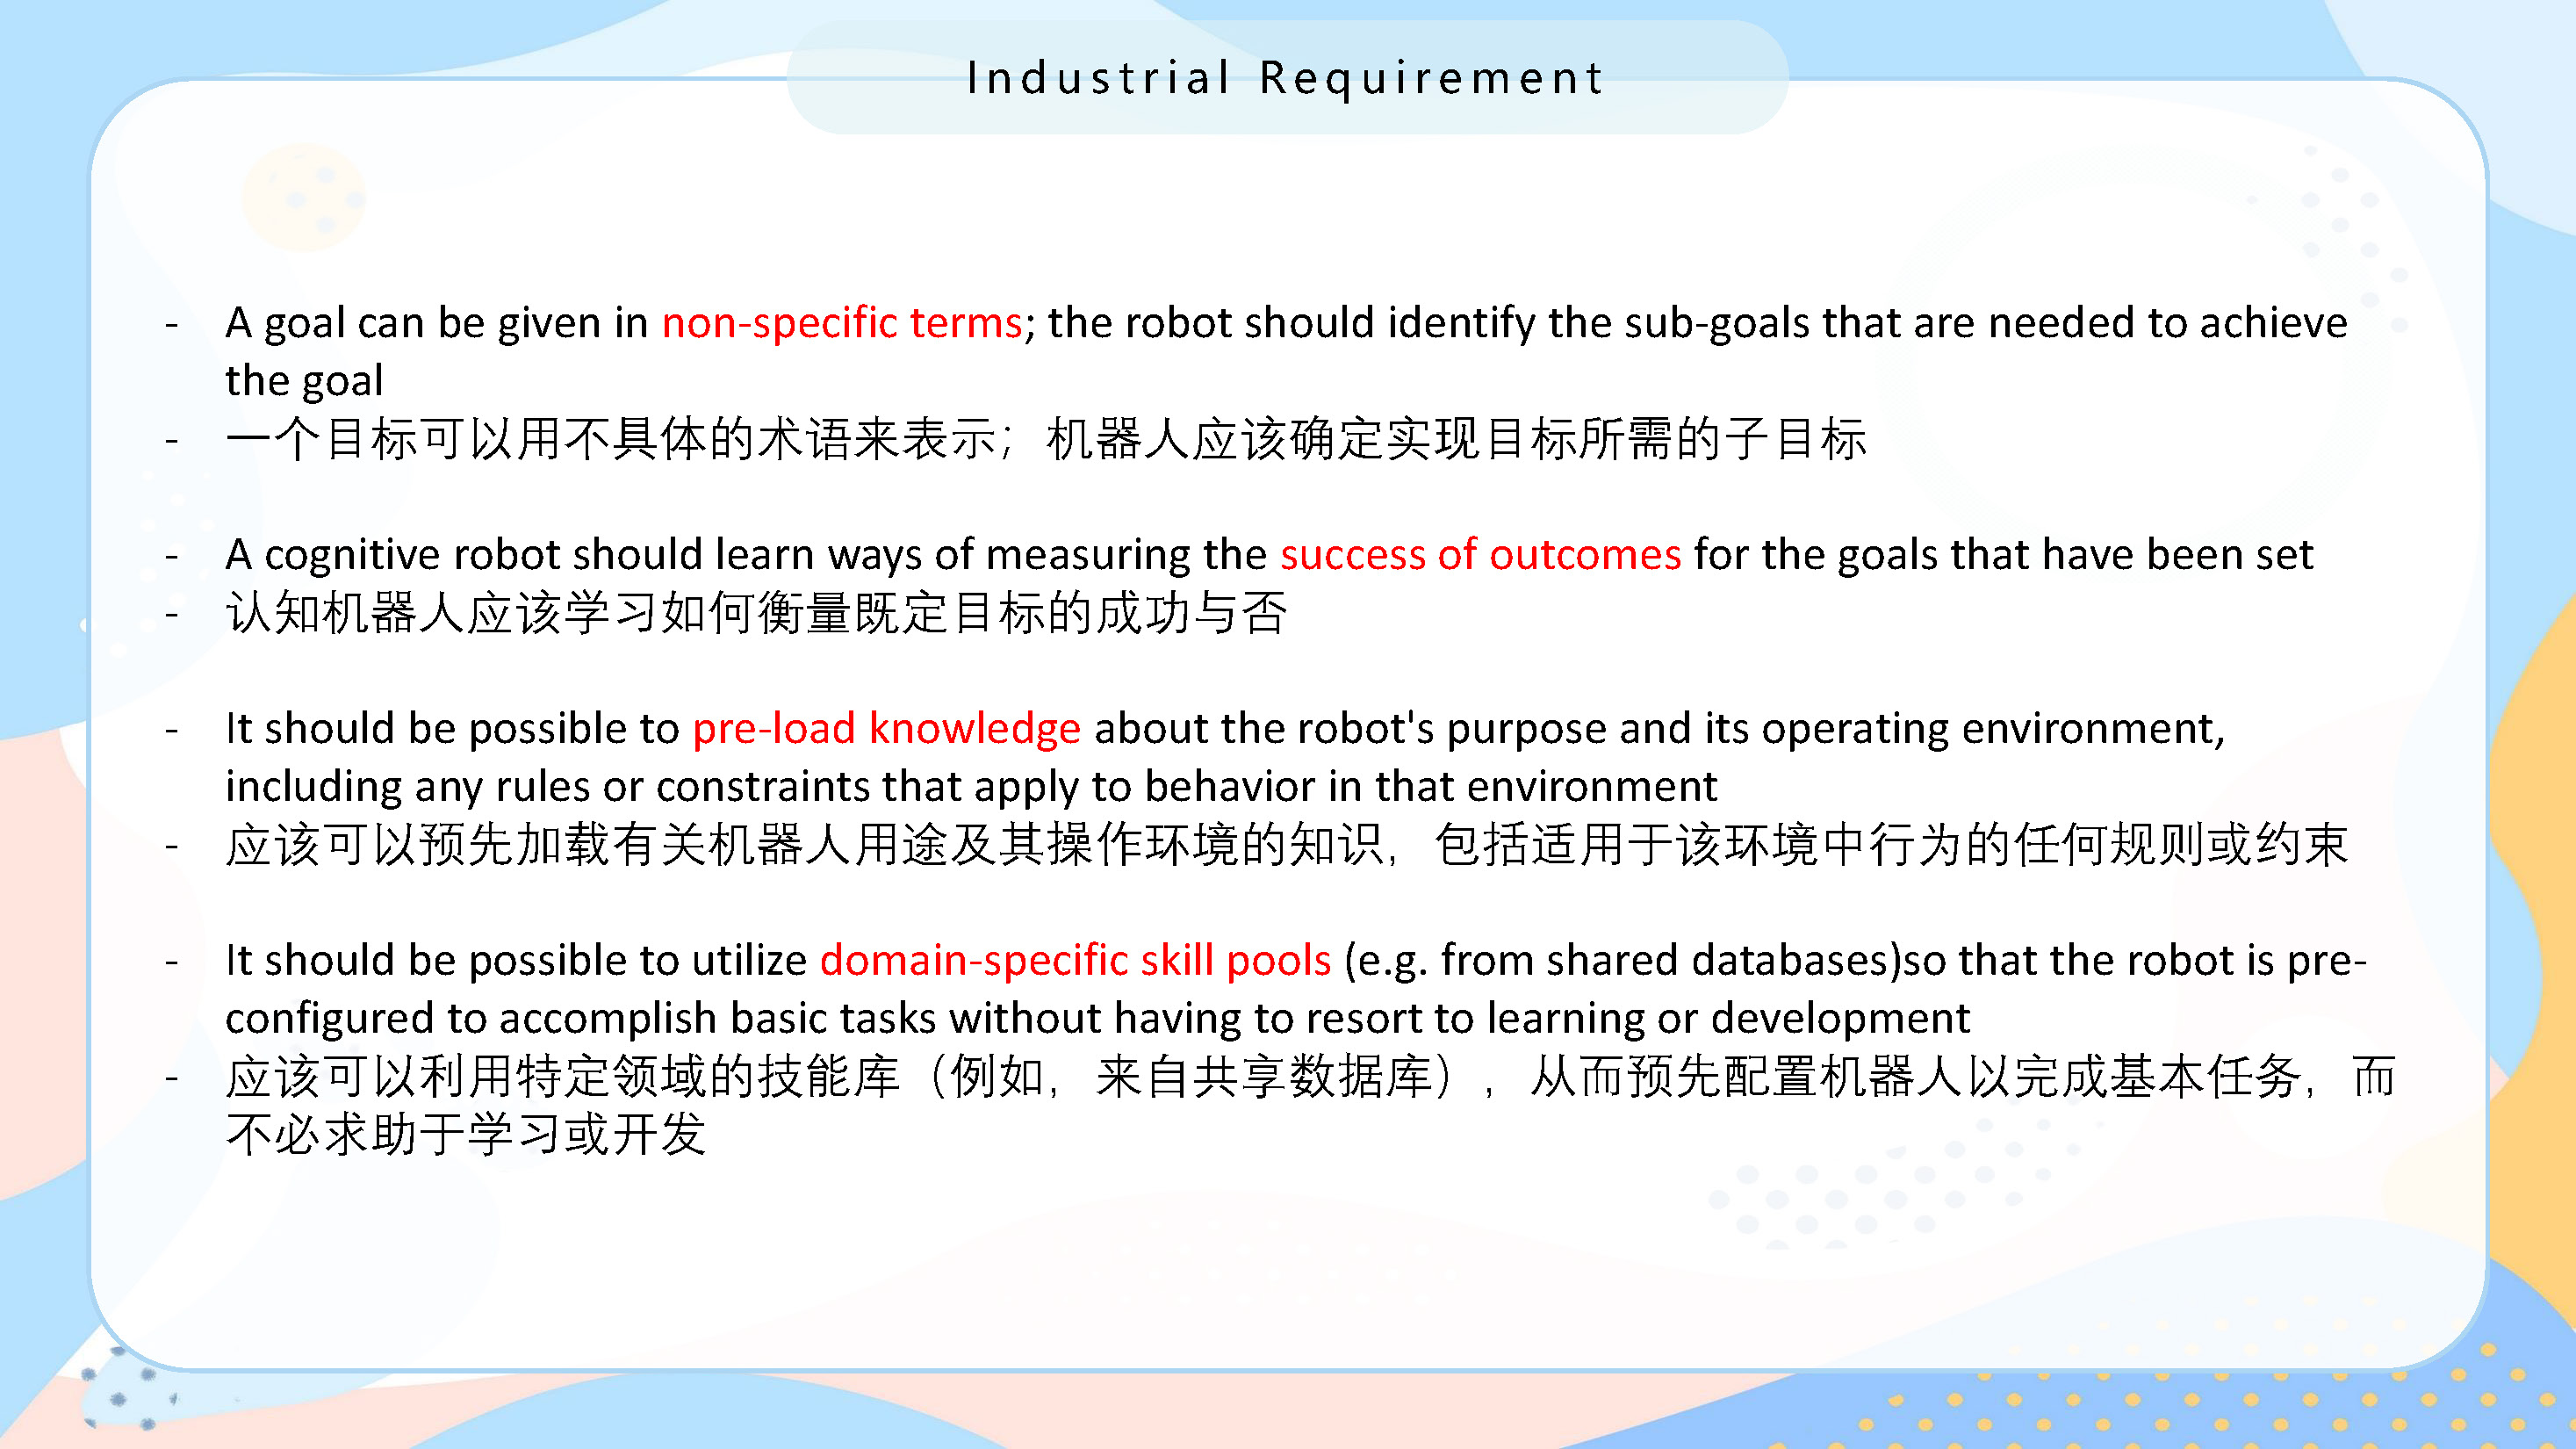 Industrial Requirement
- A goal can be given in non-specific terms; the robot should identify the sub-goals that are needed to achieve
the goal
- 一个目标可以用不具体的术语来表示；机器人应该确定实现目标所需的子目标
- A cognitive robot should learn ways of measuring the success of outcomes for the goals that have been set
- 认知机器人应该学习如何衡量既定目标的成功与否
- It should be possible to pre-load knowledge about the robot's purpose and its operating environment,
including any rules or constraints that apply to behavior in that environment
- 应该可以预先加载有关机器人用途及其操作环境的知识，包括适用于该环境中行为的任何规则或约束
- It should be possible to utilize domain-specific skill pools (e.g. from shared databases)so that the robot is pre-
configured to accomplish basic tasks without having to resort to learning or development
- 应该可以利用特定领域的技能库（例如，来自共享数据库），从而预先配置机器人以完成基本任务，而
不必求助于学习或开发